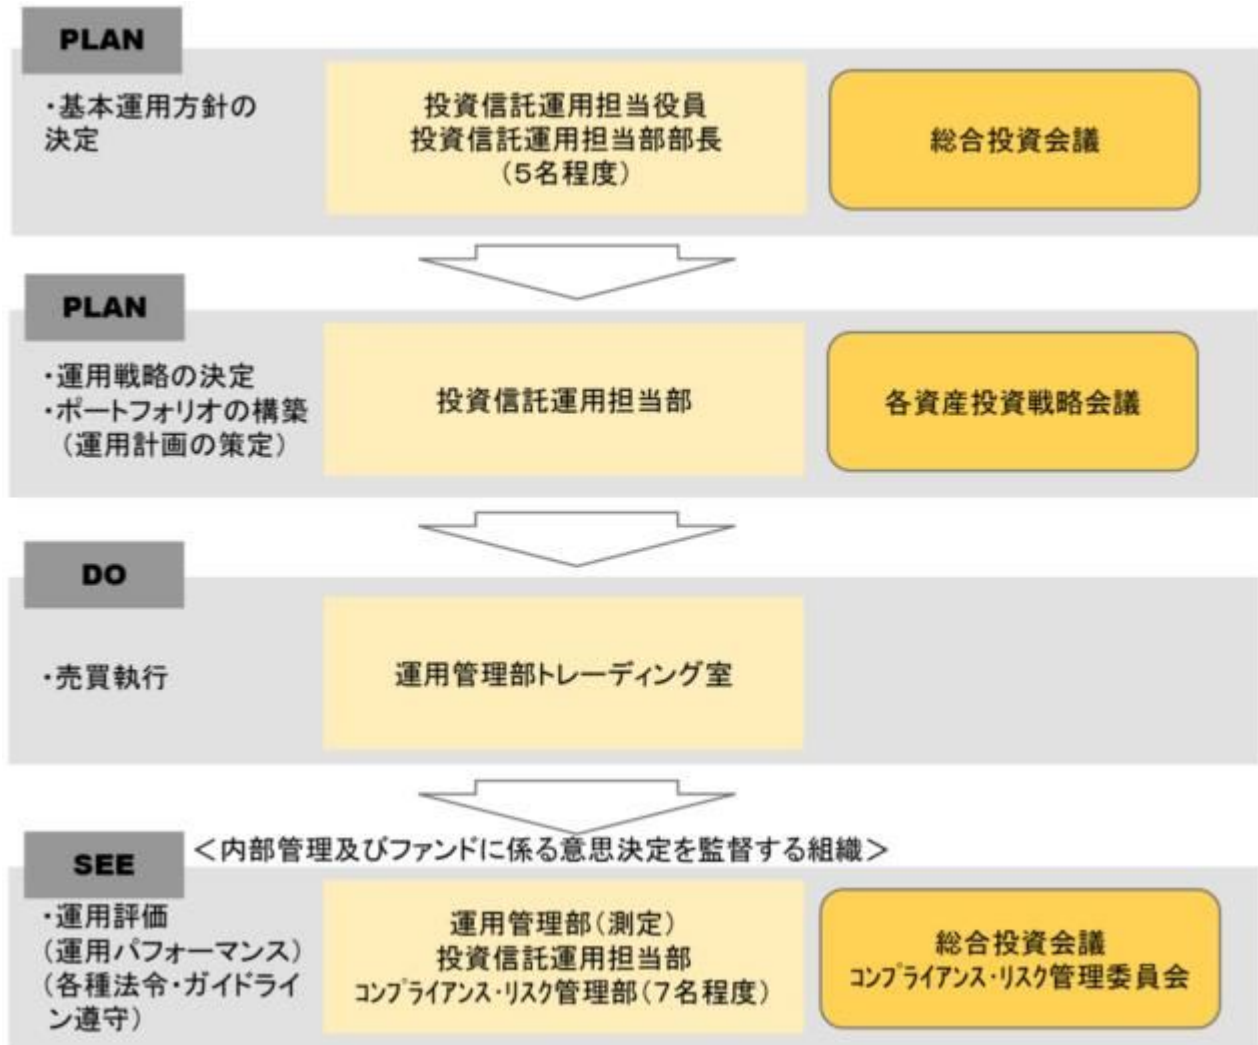 PLAN
・基本運用方針の
決定
投資信託運用担当役員
投資信託運用担当部部長
(5名程度)
総合投資会議
PLAN
・運用戦略の決定
・ポートフォリオの構築
(運用計画の策定)
投資信託運用担当部
各資産投資戦略会議
DO
・売買執行
運用管理部トレーディング室
SEE
<内部管理及びファンドに係る意思決定を監督する組織>
・運用評価
(運用パフォーマンス)
(各種法令・ガイドライ
ン遵守)
運用管理部(測定)
投資信託運用担当部
コンプライアンス・リスク管理部(7名程度)
総合投資会議
コンプライアンス・リスク管理委員会